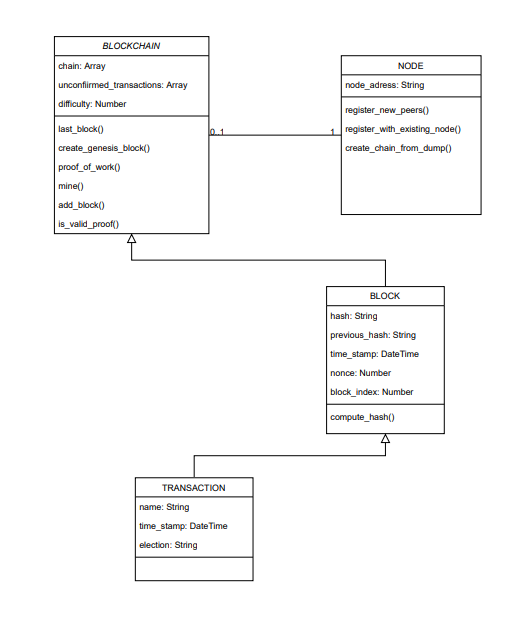 BLOCKCHAIN
chain: Array
unconfiirmed_transactions: Array
difficulty: Number
last_block()
create_genesis_block()
proof_of_work()
mine()
add_block()
is_valid_proof()
0..1
1
NODE
node_adress: String
register_new_peers()
register_with_existing_node()
create_chain_from_dump()
BLOCK
hash: String
previous_hash: String
time_stamp: DateTime
nonce: Number
block_index: Number
compute_hash()
TRANSACTION
name: String
time_stamp: DateTime
election: String